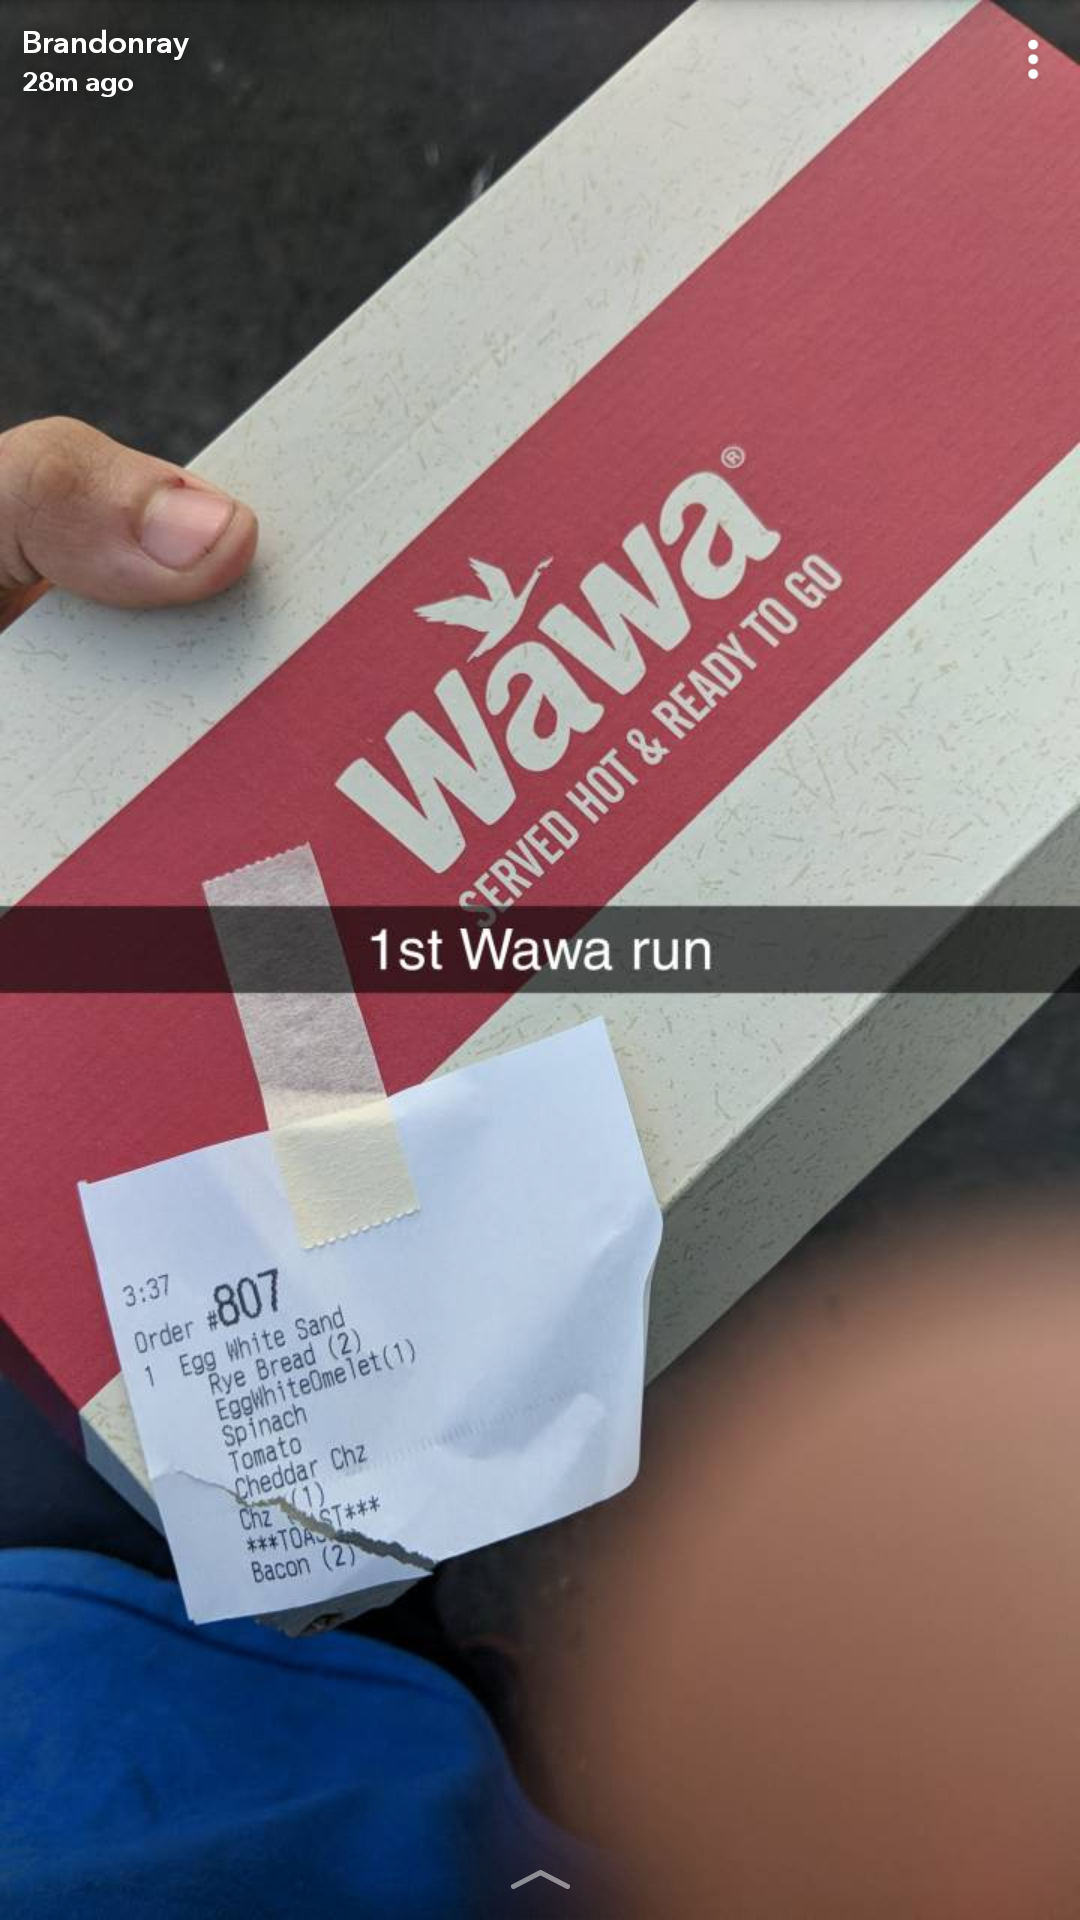 Brandonray
28m ago
Wawa®
SERVED HOT & READY TO GO
1st Wawa run
3:37
Order #807
1 Egg White Sand
Rye Bread (2)
EggWhiteOmelet(1)
Spinach
Tomato
Cheddar Chz
Chz (1)
***TOAST***
Bacon (2)